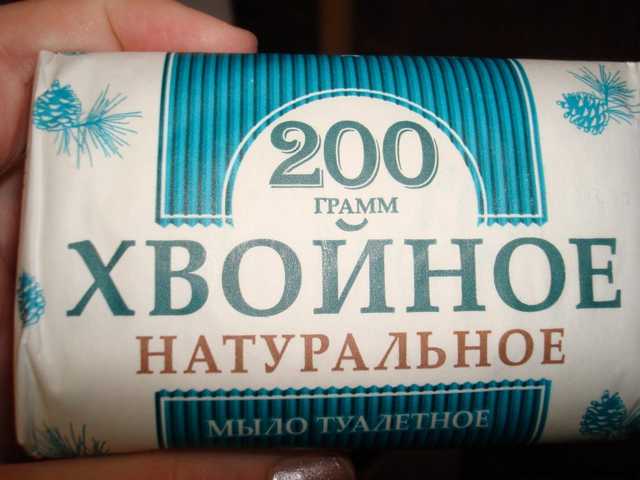 200
ГРАММ
ХВОЙНОЕ
НАТУРАЛЬНОЕ
МЫЛО ТУАЛЕТНОЕ